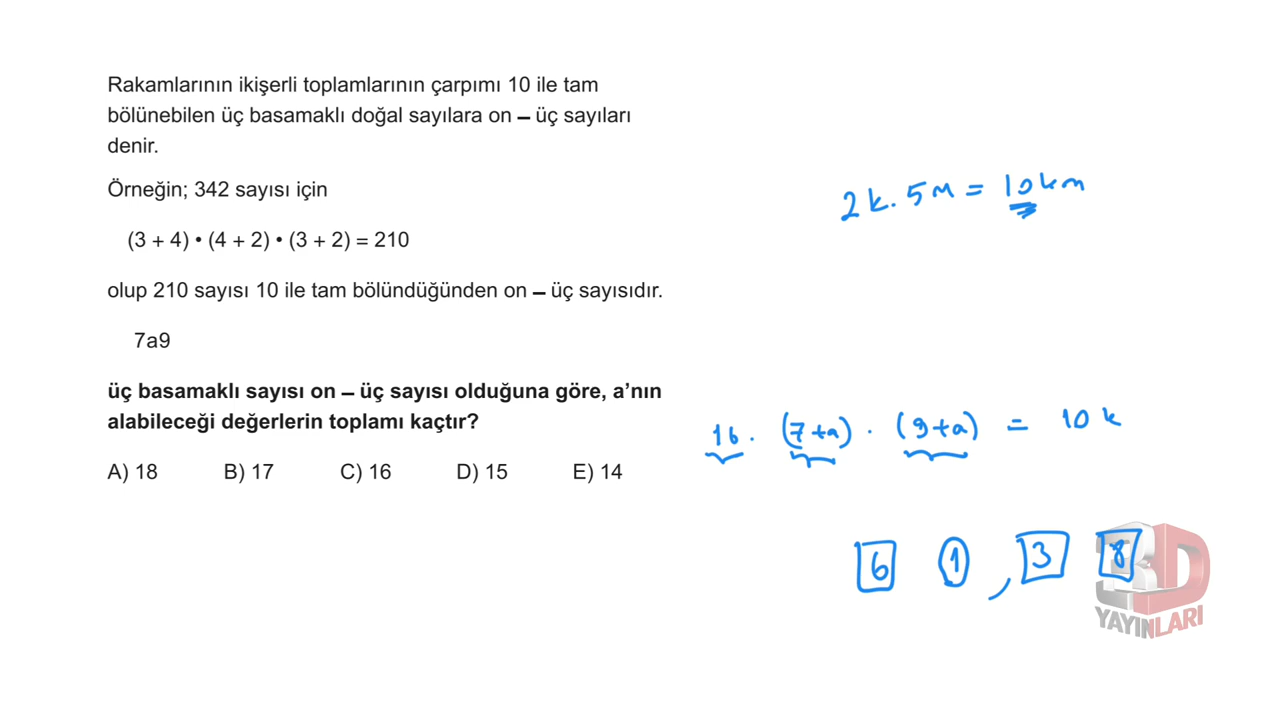 Rakamlarının ikişerli toplamlarının çarpımı 10 ile tam
bölünebilen üç basamaklı doğal sayılara on – üç sayıları
denir.
Örneğin; 342 sayısı için
(3 + 4) • (4 + 2) • (3 + 2) = 210
olup 210 sayısı 10 ile tam bölündüğünden on – üç sayısıdır.
7a9
üç basamaklı sayısı on – üç sayısı olduğuna göre, a’nın
alabileceği değerlerin toplamı kaçtır?
A) 18 B) 17 C) 16 D) 15 E) 14
2k. 5m = 10km
16 . (7+a) . (9+a) = 10k
6 1 , 3 8
3D
YAYINLARI